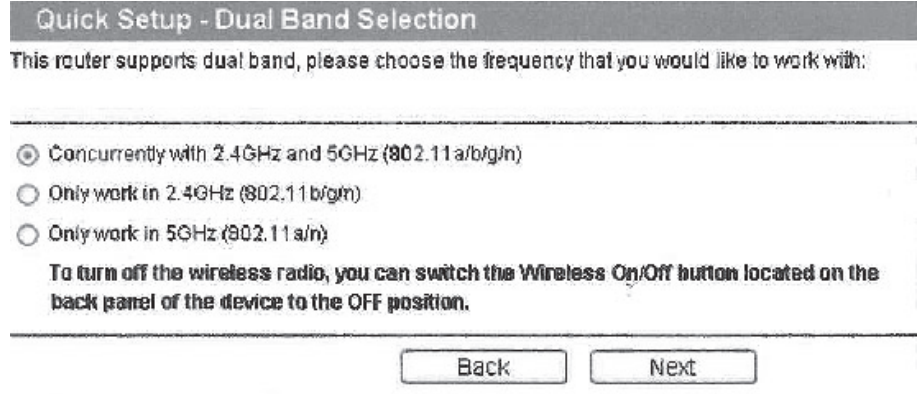 Quick Setup - Dual Band Selection
This router supports dual band, please choose the frequency that you would like to work with:
Concurrently with 2.4GHz and 5GHz (802.11a/b/g/n)
Only work in 2.4GHz (802.11b/g/n)
Only work in 5GHz (802.11a/n)
To turn off the wireless radio, you can switch the Wireless On/Off button located on the
back panel of the device to the OFF position.
Back Next